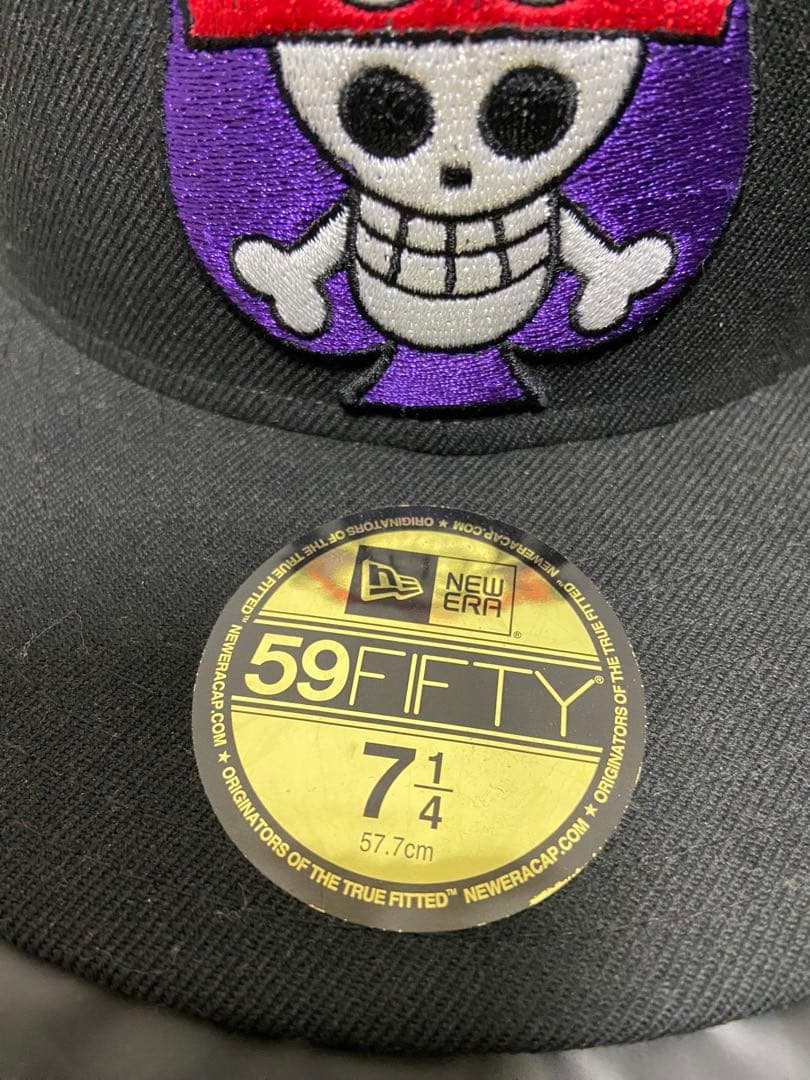 NEW
ERA®
59FIFTY®
7 1/4
57.7cm
ORIGINATORS OF THE TRUE FITTED™ NEWERACAP.COM ★ ORIGINATORS OF THE TRUE FITTED™ NEWERACAP.COM ★ ORIGINATORS OF THE TRUE FITTED™ NEWERACAP.COM ★